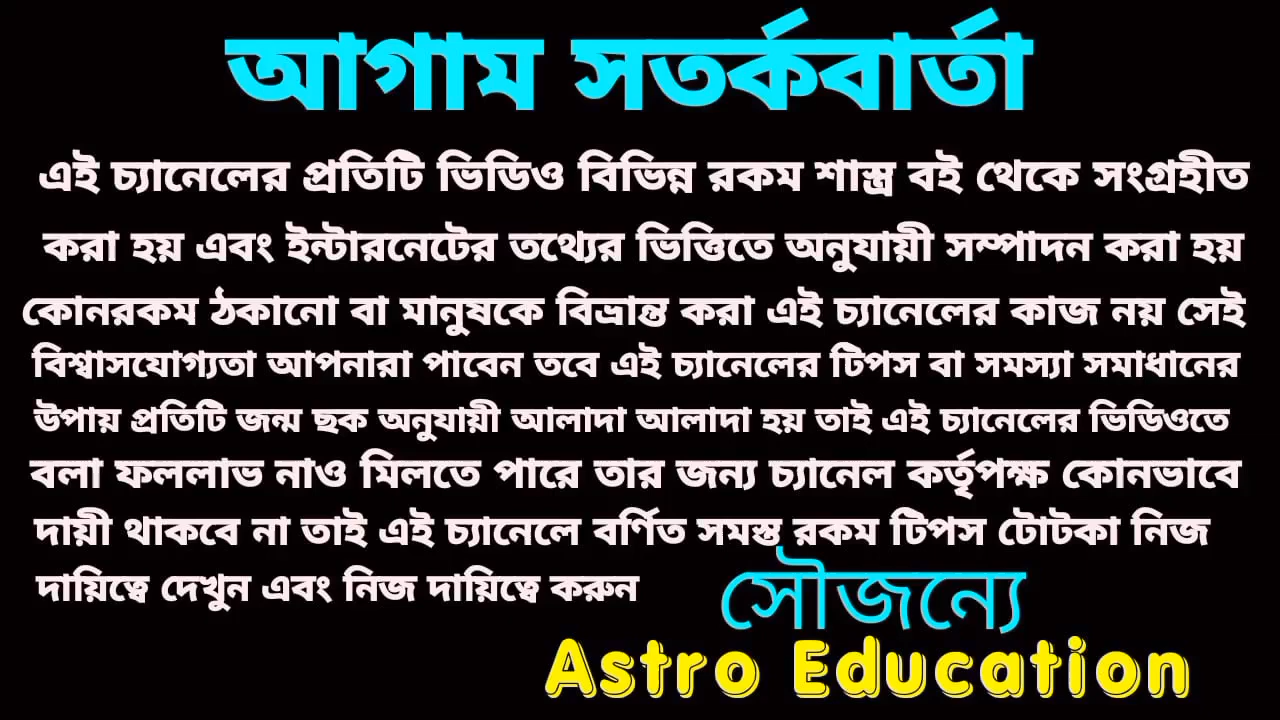 আগাম সতর্কবার্তা
এই চ্যানেলের প্রতিটি ভিডিও বিভিন্ন রকম শাস্ত্র বই থেকে সংগ্রহীত
করা হয় এবং ইন্টারনেটের তথ্যের ভিত্তিতে অনুযায়ী সম্পাদন করা হয়
কোনরকম ঠকানো বা মানুষকে বিভ্রান্ত করা এই চ্যানেলের কাজ নয় সেই
বিশ্বাসযোগ্যতা আপনারা পাবেন তবে এই চ্যানেলের টিপস বা সমস্যা সমাধানের
উপায় প্রতিটি জন্ম ছক অনুযায়ী আলাদা আলাদা হয় তাই এই চ্যানেলের ভিডিওতে
বলা ফললাভ নাও মিলতে পারে তার জন্য চ্যানেল কর্তৃপক্ষ কোনভাবে
দায়ী থাকবে না তাই এই চ্যানেলে বর্ণিত সমস্ত রকম টিপস টোটকা নিজ
দায়িত্বে দেখুন এবং নিজ দায়িত্বে করুন
সৌজন্যে
Astro Education